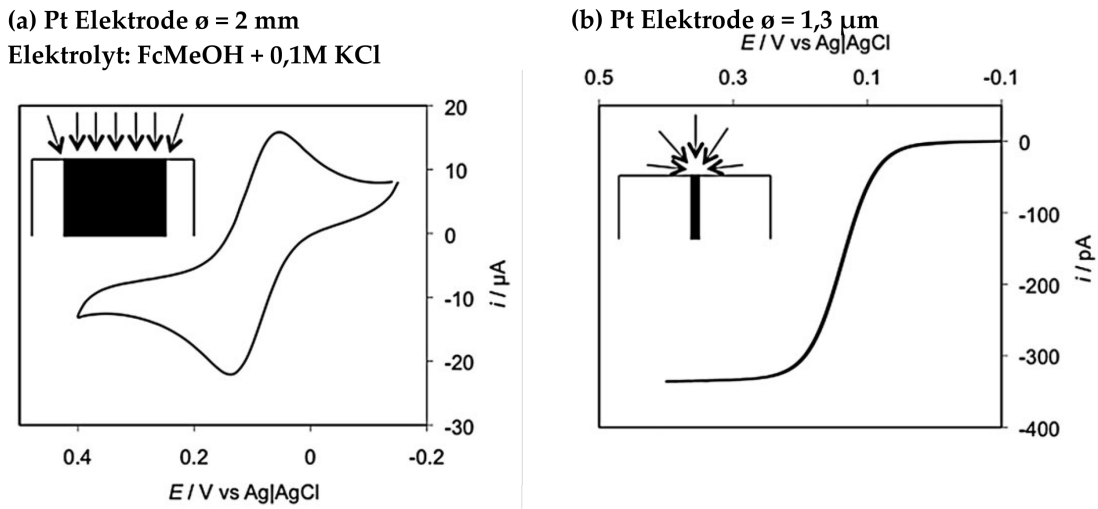 (a) Pt Elektrode ø = 2 mm
Elektrolyt: FcMeOH + 0,1M KCl
20
10
0
-10
-20
-30
i / µA
0.4 0.2 0 -0.2
E / V vs Ag|AgCl
(b) Pt Elektrode ø = 1,3 µm
E / V vs Ag|AgCl
0.5 0.3 0.1 -0.1
0
-100
-200
-300
-400
i / pA